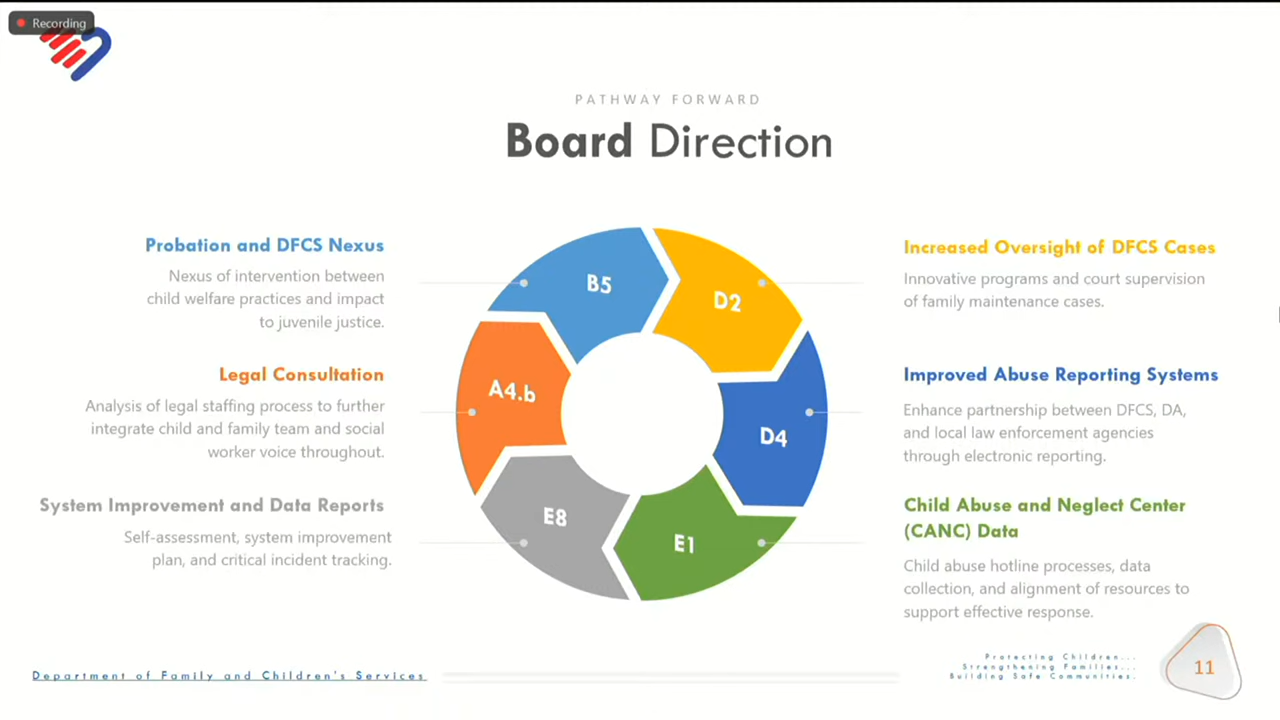 Recording
PATHWAY FORWARD
Board Direction
Probation and DFCS Nexus
Nexus of intervention between
child welfare practices and impact
to juvenile justice.
Legal Consultation
Analysis of legal staffing process to further
integrate child and family team and social
worker voice throughout.
System Improvement and Data Reports
Self-assessment, system improvement
plan, and critical incident tracking.
B5
D2
A4.b
D4
E8
E1
Increased Oversight of DFCS Cases
Innovative programs and court supervision
of family maintenance cases.
Improved Abuse Reporting Systems
Enhance partnership between DFCS, DA,
and local law enforcement agencies
through electronic reporting.
Child Abuse and Neglect Center
(CANC) Data
Child abuse hotline processes, data
collection, and alignment of resources to
support effective response.
Department of Family and Children's Services
Protecting Children...
Strengthening Families...
Building Safe Communities.
11